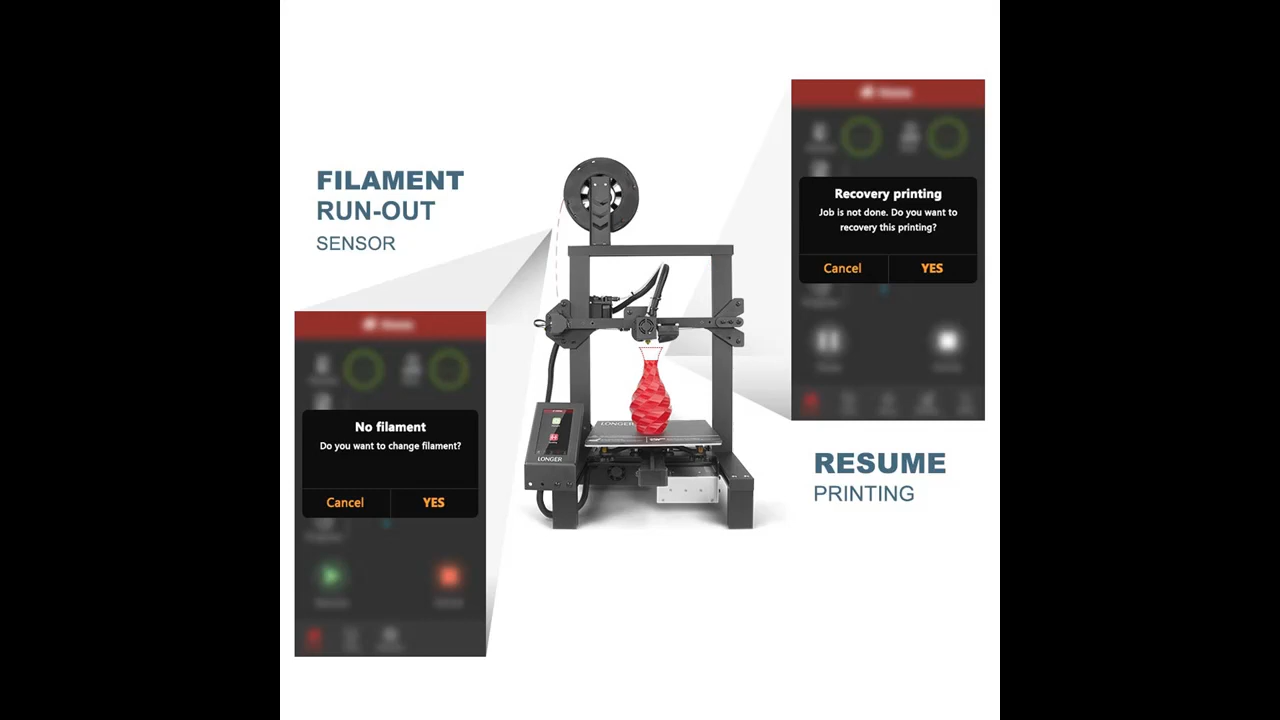 FILAMENT
RUN-OUT
SENSOR
No filament
Do you want to change filament?
Cancel
YES
LONGER
LONGER
Recovery printing
Job is not done. Do you want to
recovery this printing?
Cancel
YES
RESUME
PRINTING